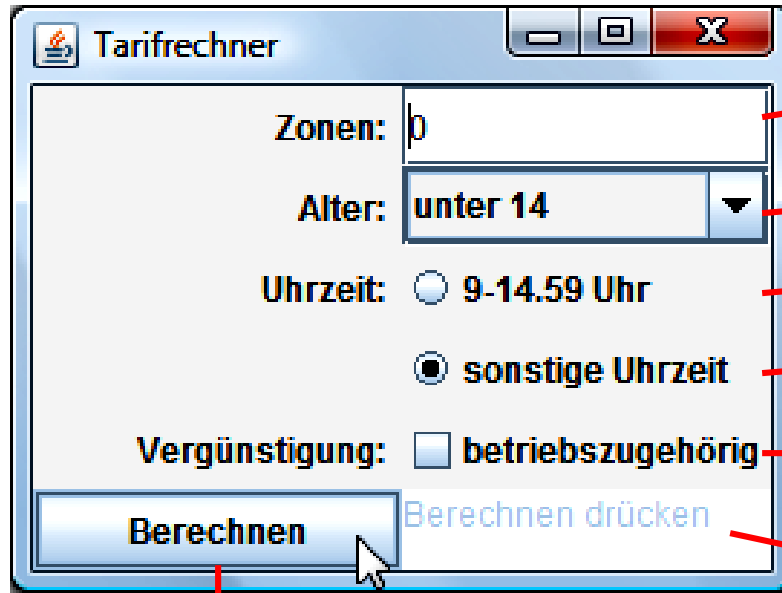 Tarifrechner
Zonen: 0
Alter: unter 14
Uhrzeit: 9-14.59 Uhr
sonstige Uhrzeit
Vergünstigung: betriebszugehörig
Berechnen Berechnen drücken